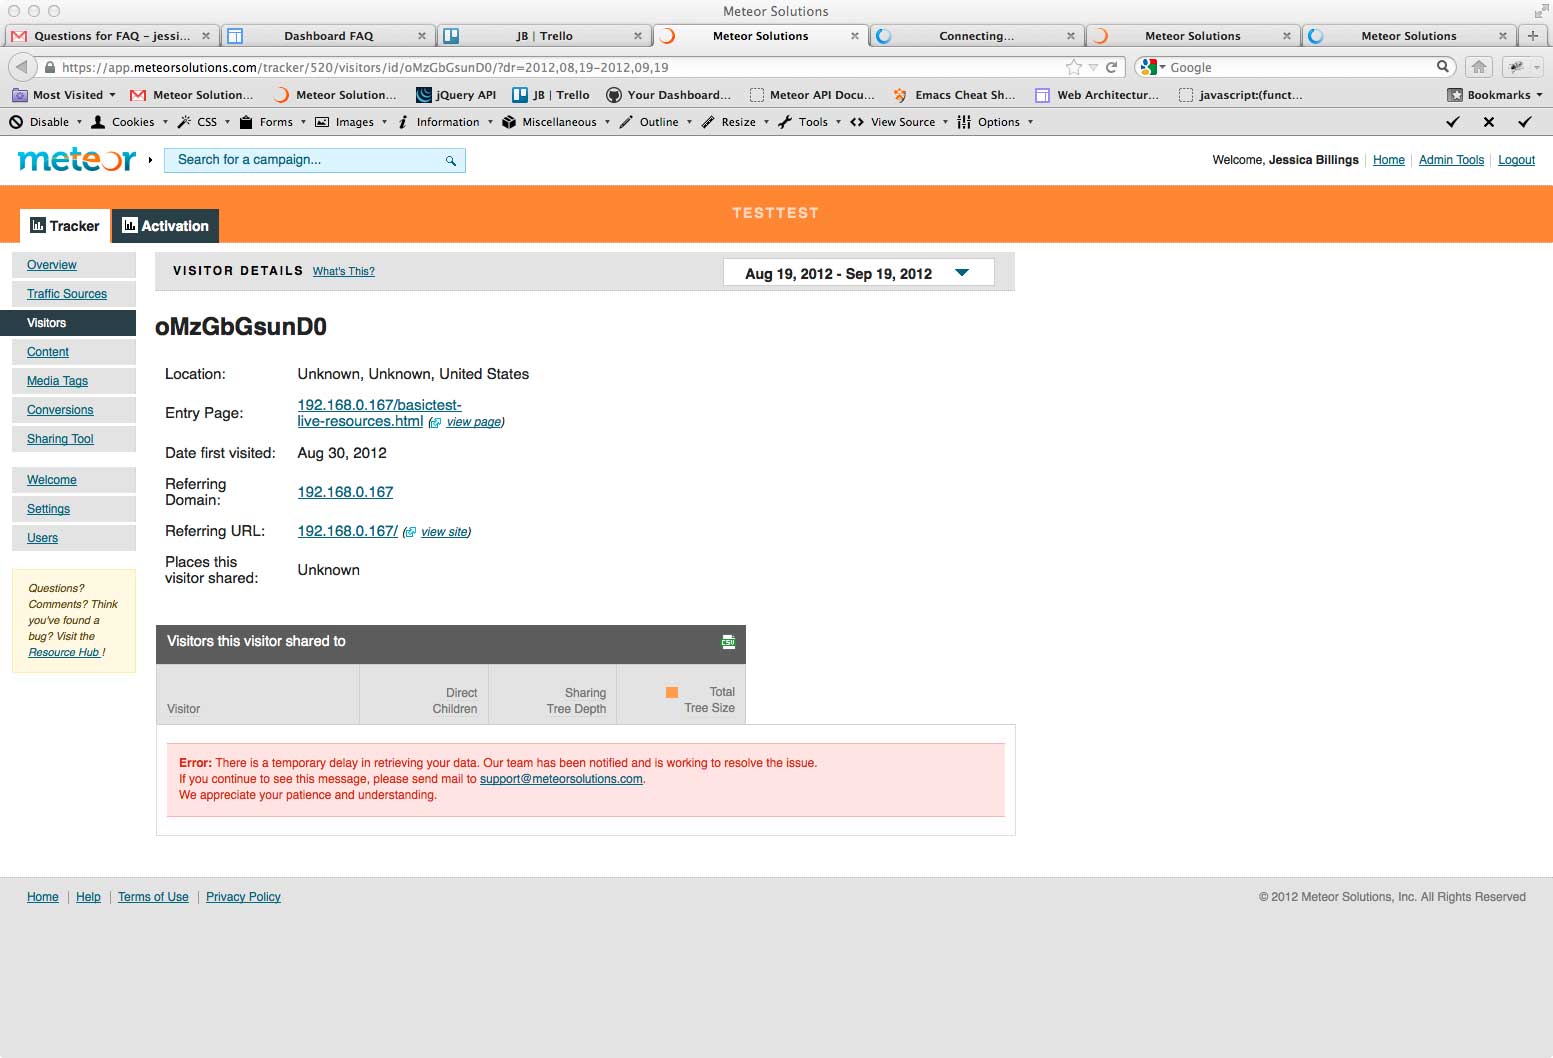 Meteor Solutions
Questions for FAQ – jessi...
Dashboard FAQ
JB | Trello
Meteor Solutions
Connecting...
Meteor Solutions
Meteor Solutions
https://app.meteorsolutions.com/tracker/520/visitors/id/oMzGbGsunD0/?dr=2012,08,19-2012,09,19
Google
Most Visited
Meteor Solution...
Meteor Solution...
jQuery API
JB | Trello
Your Dashboard...
Meteor API Docu...
Emacs Cheat Sh...
Web Architectur...
javascript:(funct...
Bookmarks
Disable
Cookies
CSS
Forms
Images
Information
Miscellaneous
Outline
Resize
Tools
View Source
Options
meteor
Search for a campaign...
Welcome, Jessica Billings
Home
Admin Tools
Logout
TESTTEST
Tracker
Activation
Overview
Traffic Sources
Visitors
Content
Media Tags
Conversions
Sharing Tool
Welcome
Settings
Users
Questions?
Comments? Think
you've found a
bug? Visit the
Resource Hub !
VISITOR DETAILS What's This?
Aug 19, 2012 - Sep 19, 2012
oMzGbGsunD0
Location: Unknown, Unknown, United States
Entry Page: 192.168.0.167/basictest-
live-resources.html (view page)
Date first visited: Aug 30, 2012
Referring
Domain: 192.168.0.167
Referring URL: 192.168.0.167/ (view site)
Places this
visitor shared: Unknown
Visitors this visitor shared to
CSV
Visitor
Direct
Children
Sharing
Tree Depth
Total
Tree Size
Error: There is a temporary delay in retrieving your data. Our team has been notified and is working to resolve the issue.
If you continue to see this message, please send mail to support@meteorsolutions.com.
We appreciate your patience and understanding.
Home
Help
Terms of Use
Privacy Policy
© 2012 Meteor Solutions, Inc. All Rights Reserved